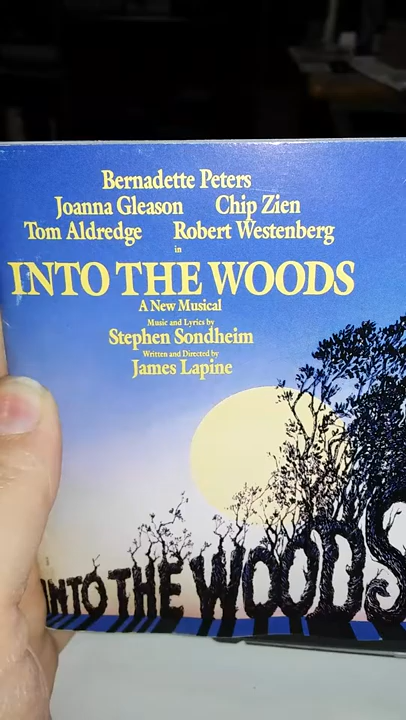 Bernadette Peters
Joanna Gleason Chip Zien
Tom Aldredge Robert Westenberg
in
INTO THE WOODS
A New Musical
Music and Lyrics by
Stephen Sondheim
Written and Directed by
James Lapine
INTO THE WOODS